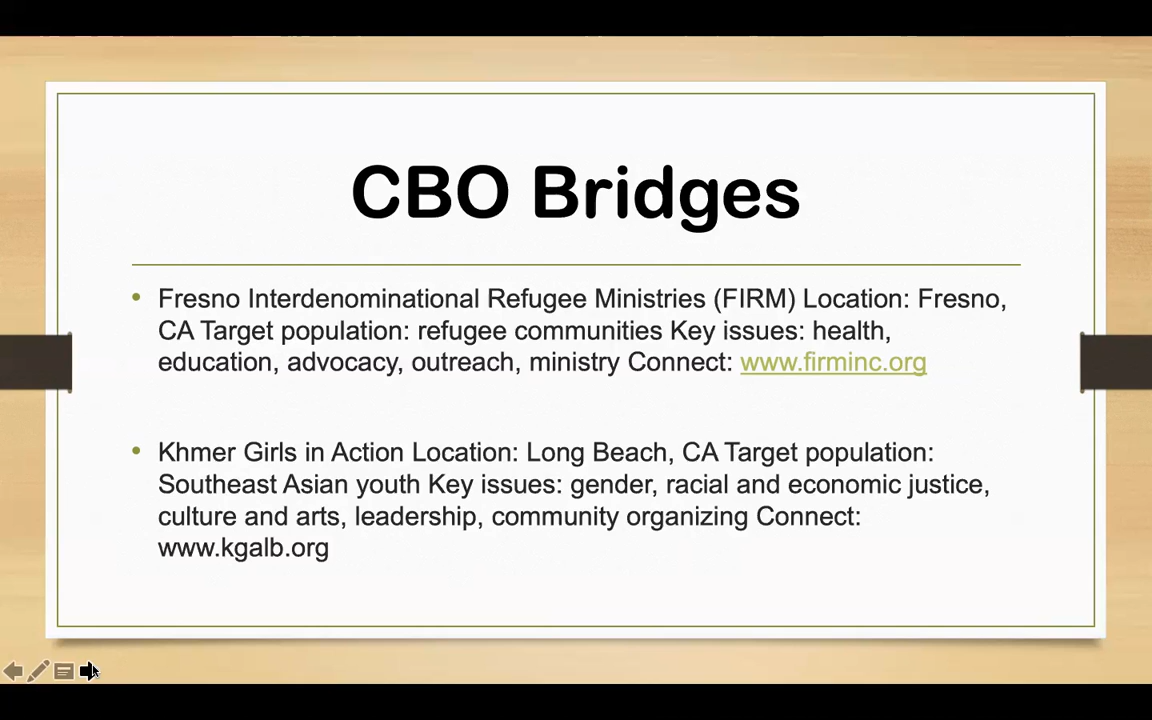 CBO Bridges
• Fresno Interdenominational Refugee Ministries (FIRM) Location: Fresno,
CA Target population: refugee communities Key issues: health,
education, advocacy, outreach, ministry Connect: www.firminc.org
• Khmer Girls in Action Location: Long Beach, CA Target population:
Southeast Asian youth Key issues: gender, racial and economic justice,
culture and arts, leadership, community organizing Connect:
www.kgalb.org